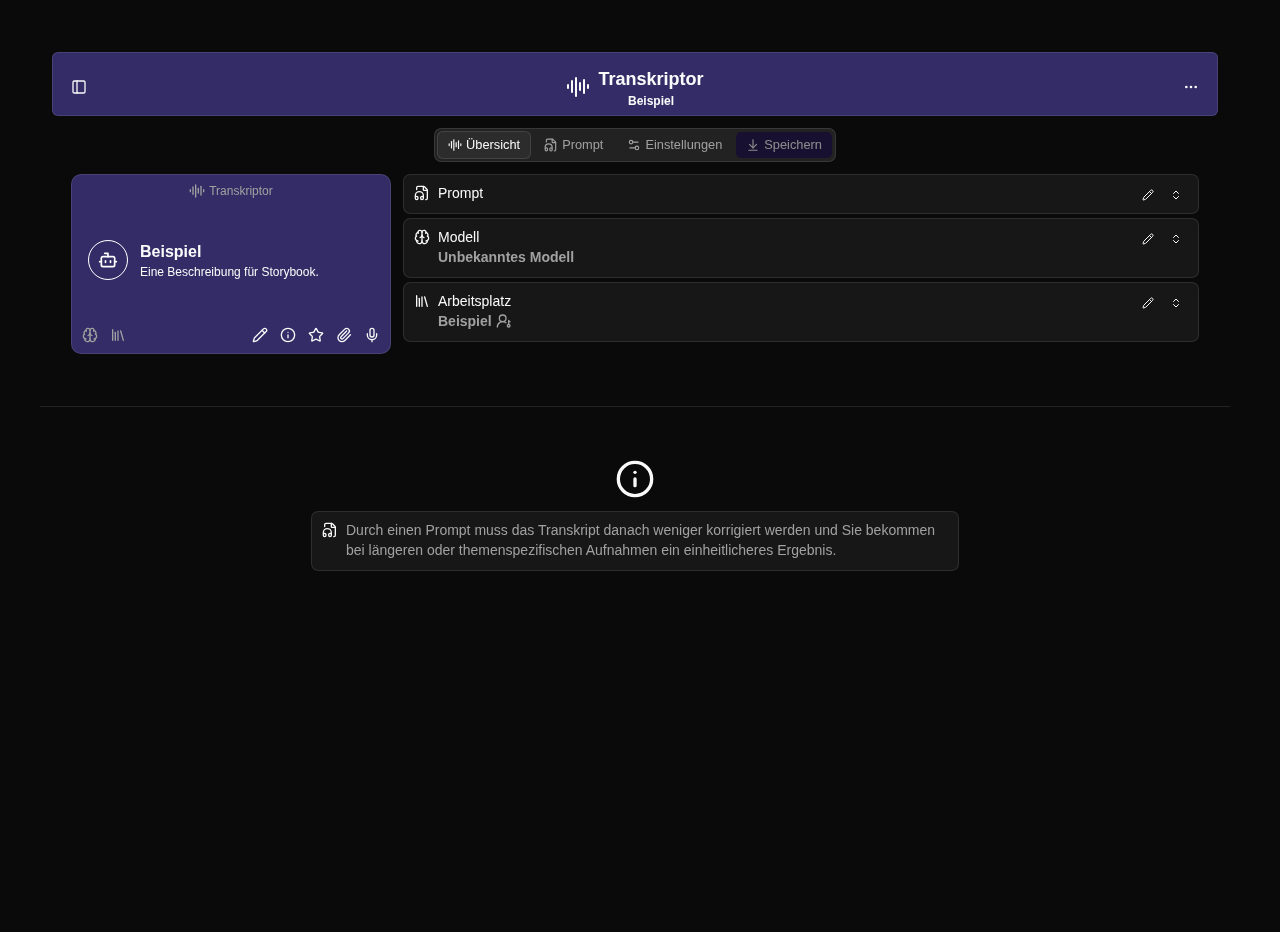 Transkriptor
Beispiel
Übersicht
Prompt
Einstellungen
Speichern
Transkriptor
Beispiel
Eine Beschreibung für Storybook.
Prompt
Modell
Unbekanntes Modell
Arbeitsplatz
Beispiel
Durch einen Prompt muss das Transkript danach weniger korrigiert werden und Sie bekommen
bei längeren oder themenspezifischen Aufnahmen ein einheitlicheres Ergebnis.